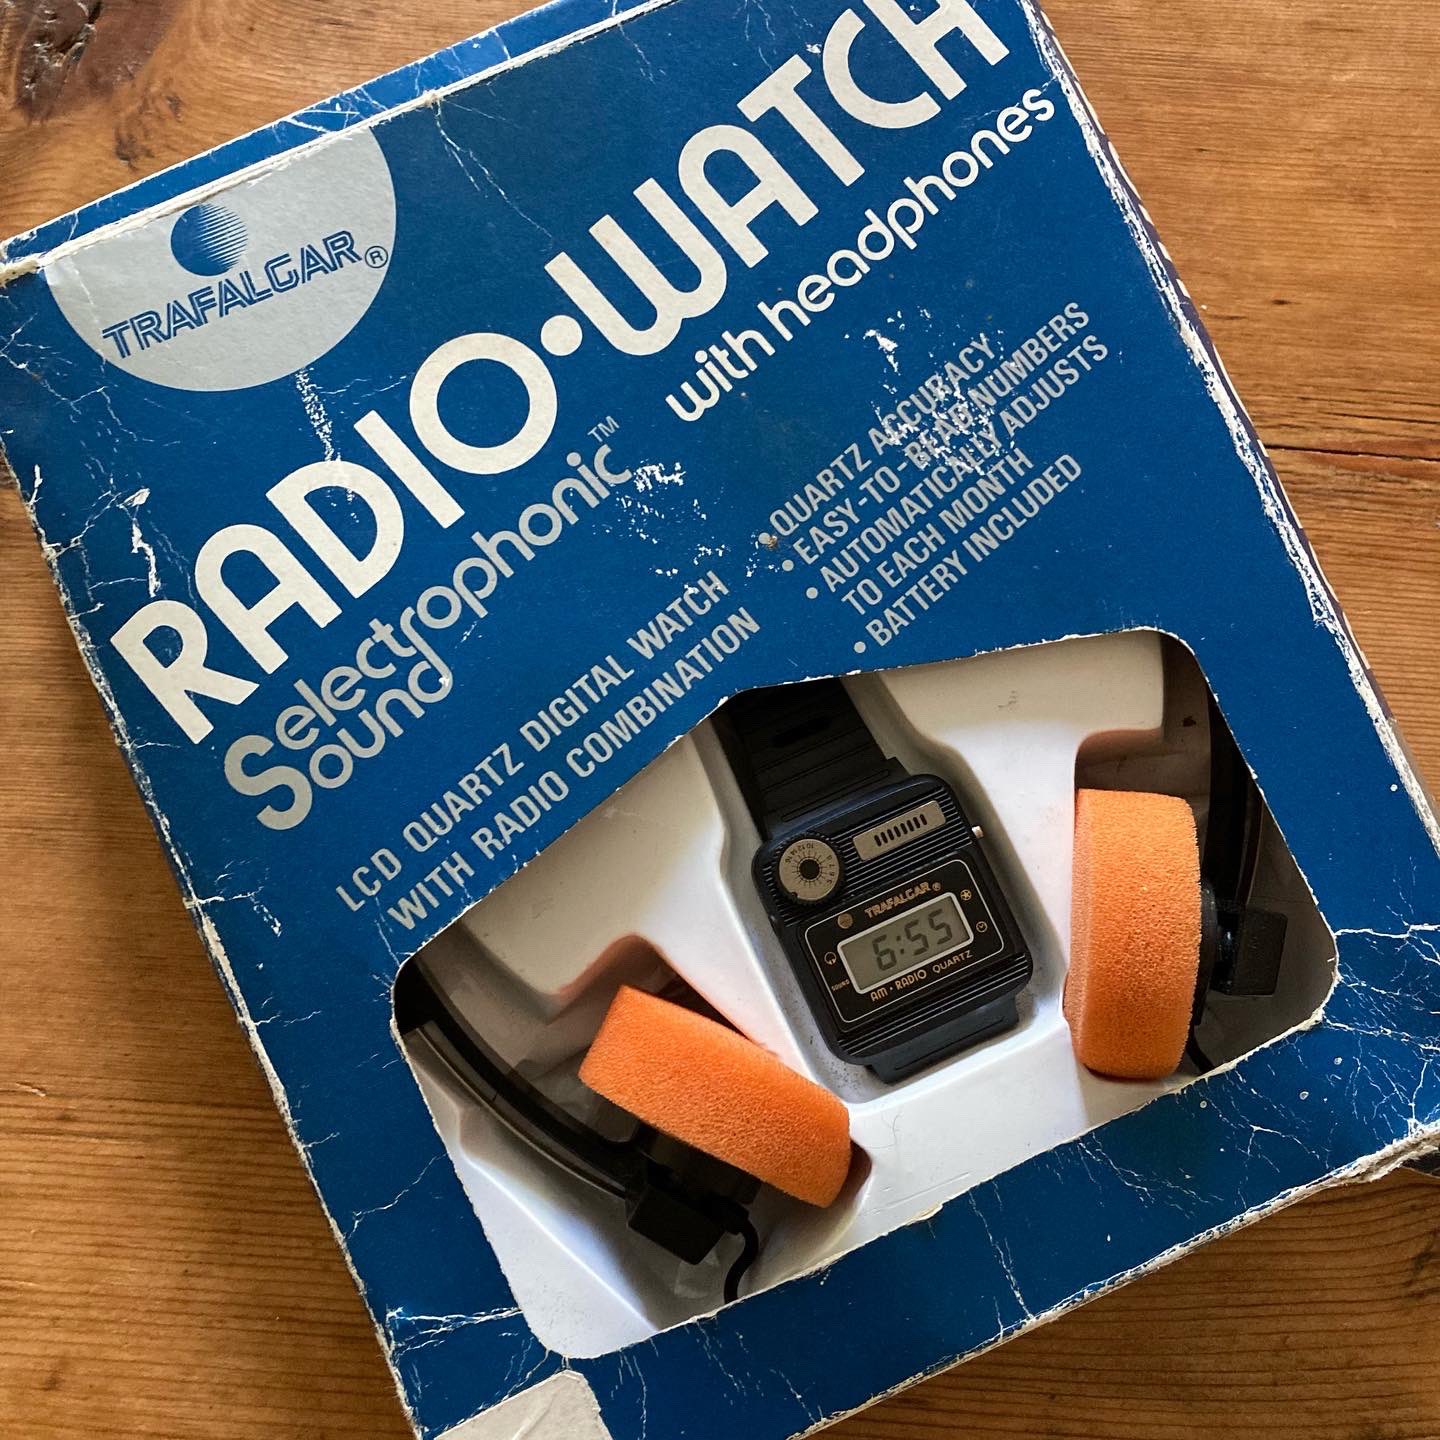 TRAFALGAR®
RADIO•WATCH
with headphones
Selectrophonic™
Sound
LCD QUARTZ DIGITAL WATCH
WITH RADIO COMBINATION
• QUARTZ ACCURACY
• EASY-TO-READ NUMBERS
• AUTOMATICALLY ADJUSTS
TO EACH MONTH
• BATTERY INCLUDED
TRAFALGAR®
6:55
SOUND
AM•RADIO QUARTZ